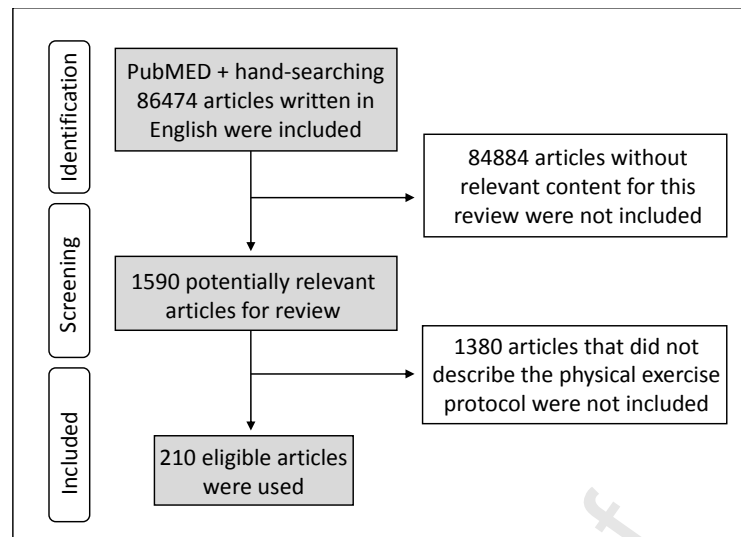 Identification
PubMED + hand-searching
86474 articles written in
English were included
84884 articles without
relevant content for this
review were not included
Screening
1590 potentially relevant
articles for review
1380 articles that did not
describe the physical exercise
protocol were not included
Included
210 eligible articles
were used
f